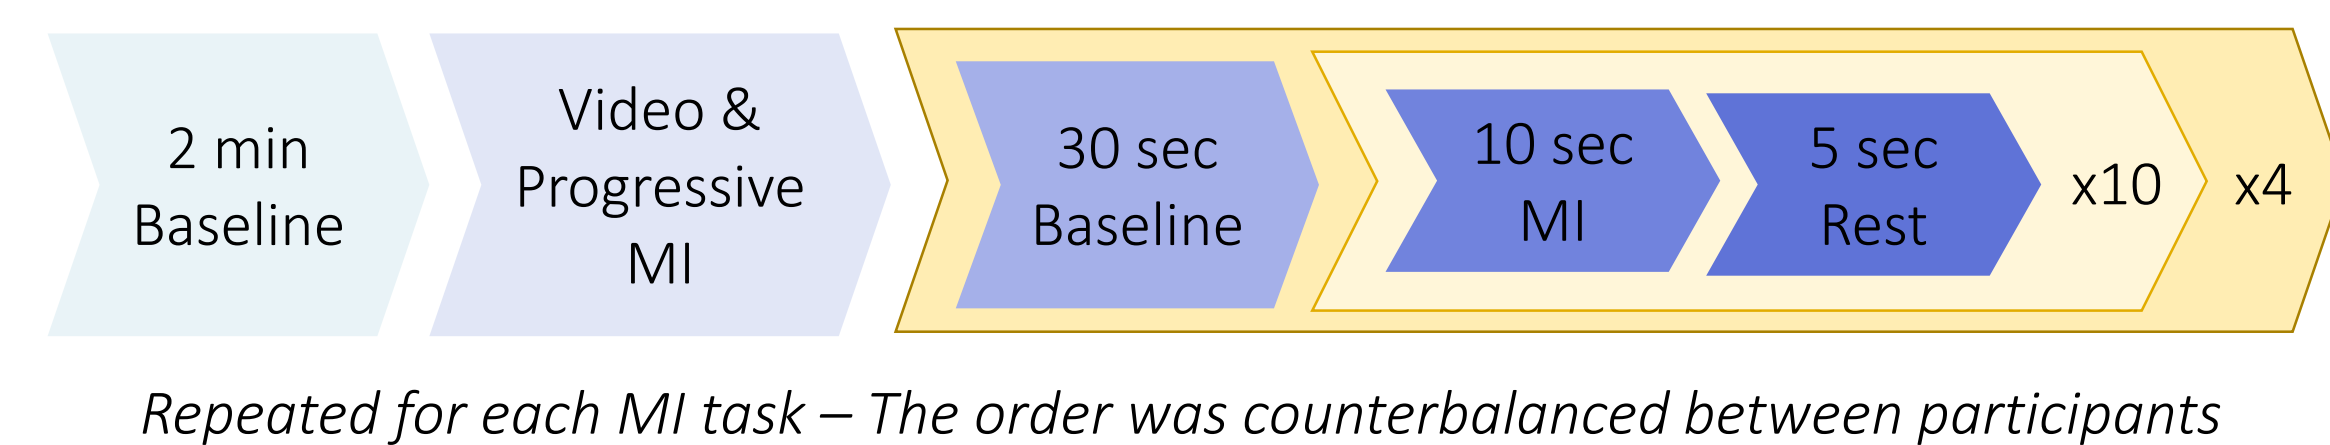 2 min
Baseline
Video &
Progressive
MI
30 sec
Baseline
10 sec
MI
5 sec
Rest
x10
x4
Repeated for each MI task – The order was counterbalanced between participants